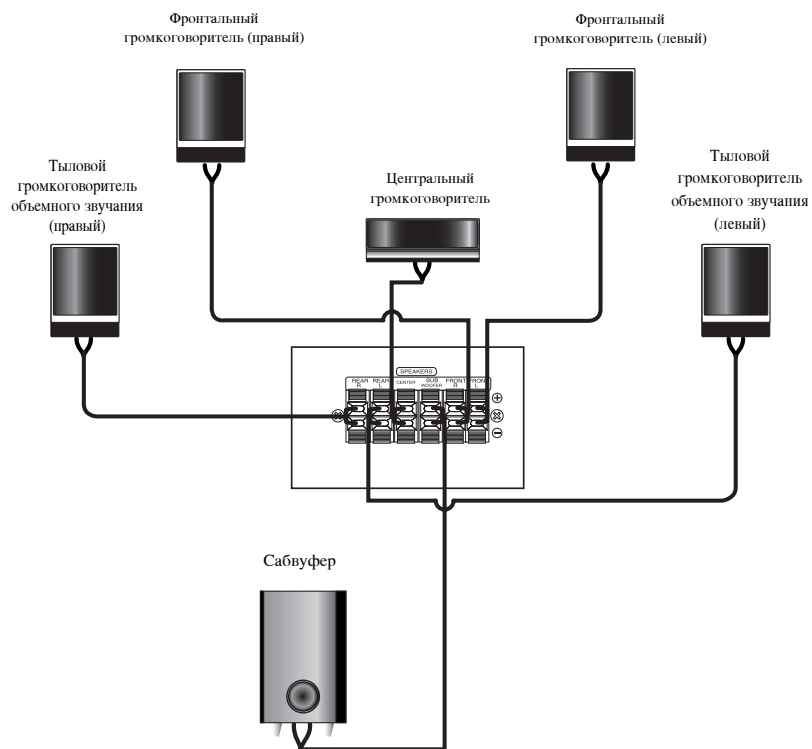 Фронтальный
громкоговоритель (правый)
Фронтальный
громкоговоритель (левый)
Тыловой
громкоговоритель
объемного звучания
(правый)
Центральный
громкоговоритель
Тыловой
громкоговоритель
объемного звучания
(левый)
SPEAKERS
REAR R
REAR L
CENTER
SUB WOOFER
FRONT R
FRONT L
Сабвуфер